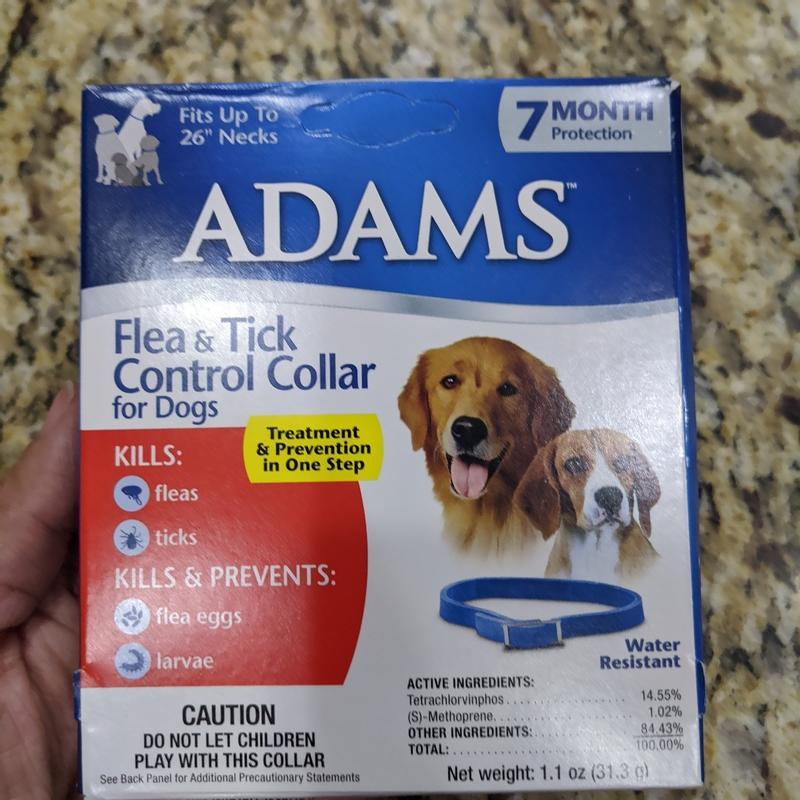 Fits Up To
26" Necks
7 MONTH
Protection
ADAMS™
Flea & Tick
Control Collar
for Dogs
Treatment
& Prevention
in One Step
KILLS:
fleas
ticks
KILLS & PREVENTS:
flea eggs
larvae
Water
Resistant
CAUTION
DO NOT LET CHILDREN
PLAY WITH THIS COLLAR
See Back Panel for Additional Precautionary Statements
ACTIVE INGREDIENTS:
Tetrachlorvinphos . . . . . . . . . . . . . . . . . . . . 14.55%
(S)-Methoprene. . . . . . . . . . . . . . . . . . . . . 1.02%
OTHER INGREDIENTS: . . . . . . . . . . . . . . . 84.43%
TOTAL: . . . . . . . . . . . . . . . . . . . . . . . . . . 100.00%
Net weight: 1.1 oz (31.3 g)